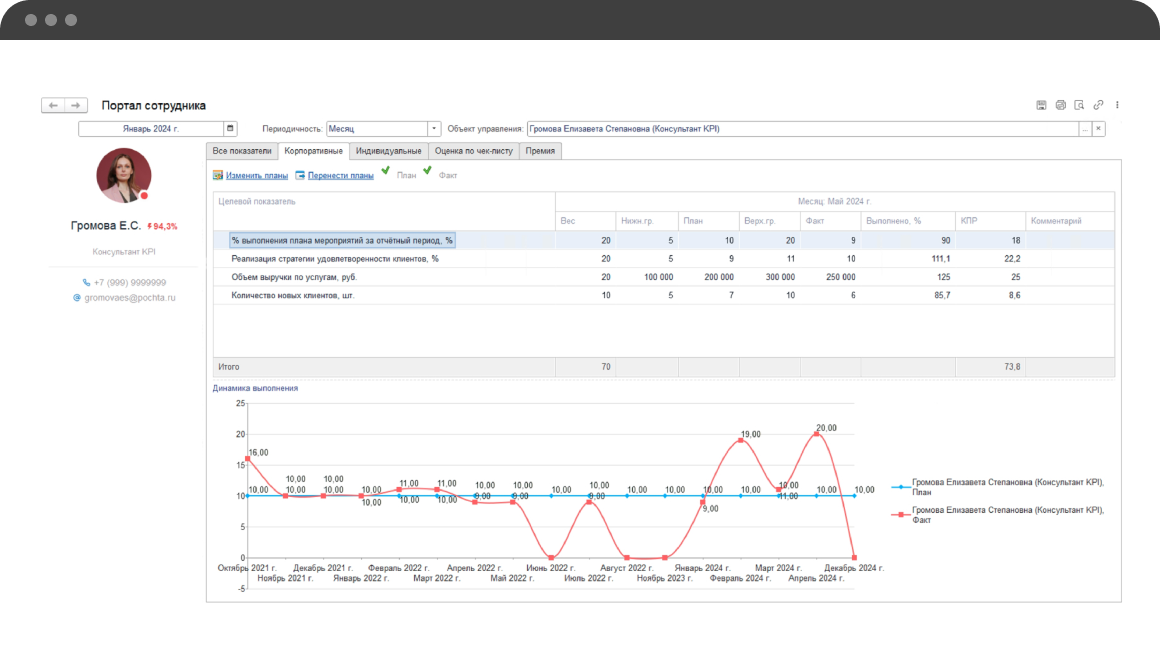 Портал сотрудника
Январь 2024 г. Периодичность: Месяц Объект управления: Громова Елизавета Степановна (Консультант KPI) ... ×
Все показатели Корпоративные Индивидуальные Оценка по чек-листу Премия
Изменить планы Перенести планы План Факт
Громова Е.С. 94,3%
Консультант KPI
+7 (999) 9999999
gromovaes@pochta.ru
Целевой показатель Месяц: Май 2024 г.
Вес Нижн.гр. План Верх.гр. Факт Выполнено, % КПР Комментарий
% выполнения плана мероприятий за отчётный период, % 20 5 10 20 9 90 18
Реализация стратегии удовлетворенности клиентов, % 20 5 9 11 10 111,1 22,2
Объем выручки по услугам, руб. 20 100 000 200 000 300 000 250 000 125 25
Количество новых клиентов, шт. 10 5 7 10 6 85,7 8,6
Итого 70 73,8
Динамика выполнения
25
20
15
10
5
0
-5
16,00 10,00 10,00 10,00 11,00 11,00 10,00 10,00 10,00 19,00 10,00 20,00
10,00 10,00 10,00 10,00 10,00 10,00 9,00 9,00 10,00 9,00 10,00 10,00 10,00 9,00 10,00 11,00 10,00 10,00
Октябрь 2021 г. Декабрь 2021 г. Февраль 2022 г. Апрель 2022 г. Июнь 2022 г. Август 2022 г. Январь 2024 г. Март 2024 г. Декабрь 2024 г.
Ноябрь 2021 г. Январь 2022 г. Март 2022 г. Май 2022 г. Июль 2022 г. Ноябрь 2023 г. Февраль 2024 г. Апрель 2024 г.
Громова Елизавета Степановна (Консультант KPI),
План
Громова Елизавета Степановна (Консультант KPI),
Факт